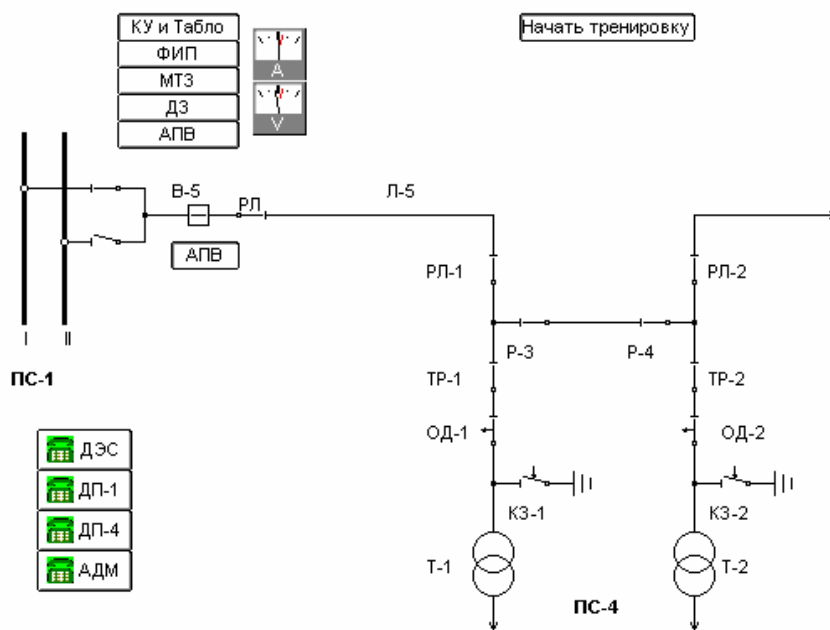 КУ и Табло
ФИП
МТЗ
ДЗ
АПВ
A
V
Начать тренировку
В-5
РЛ
Л-5
АПВ
РЛ-1
РЛ-2
I
II
Р-3
Р-4
ПС-1
ТР-1
ТР-2
ОД-1
ОД-2
ДЭС
ДП-1
ДП-4
АДМ
КЗ-1
КЗ-2
Т-1
Т-2
ПС-4